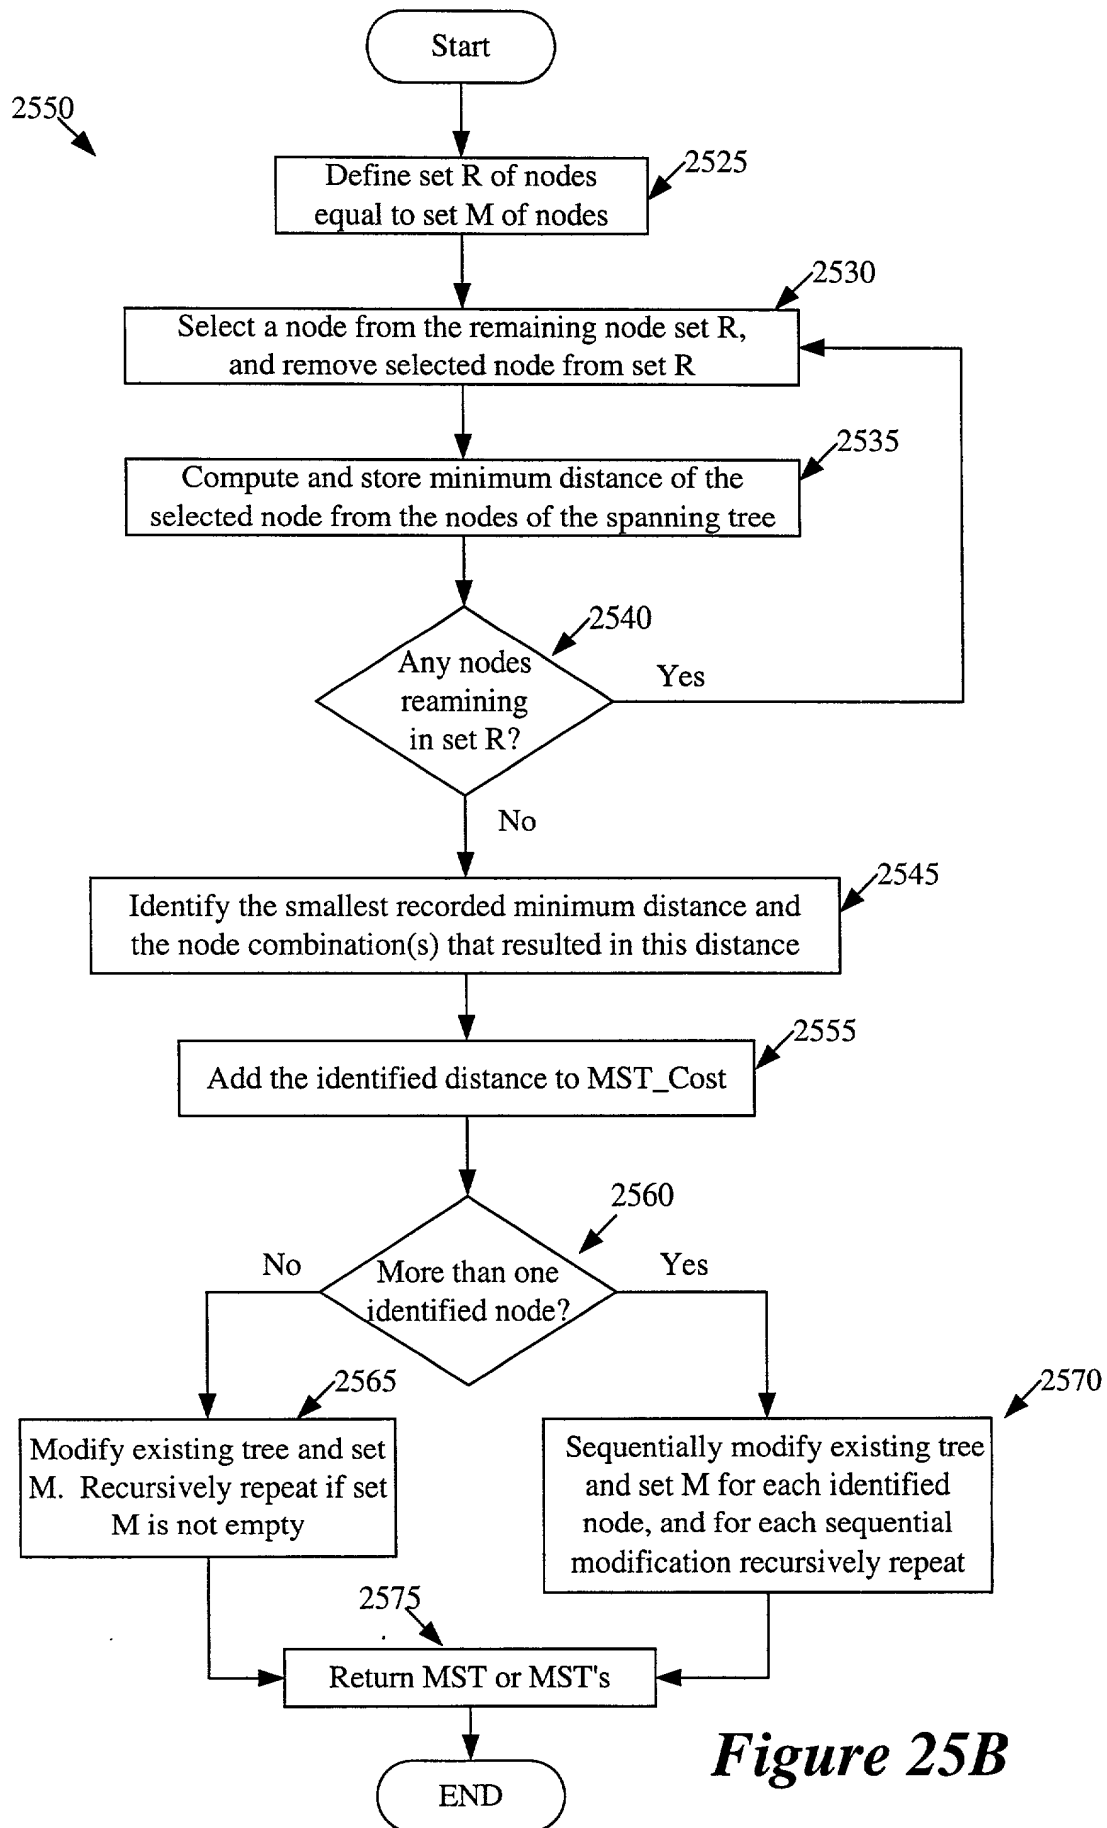 Start
2550
Define set R of nodes
equal to set M of nodes
2525
2530
Select a node from the remaining node set R,
and remove selected node from set R
2535
Compute and store minimum distance of the
selected node from the nodes of the spanning tree
2540
Any nodes
reamining
in set R?
Yes
No
2545
Identify the smallest recorded minimum distance and
the node combination(s) that resulted in this distance
2555
Add the identified distance to MST_Cost
2560
No
More than one
identified node?
Yes
2565
Modify existing tree and set
M. Recursively repeat if set
M is not empty
2570
Sequentially modify existing tree
and set M for each identified
node, and for each sequential
modification recursively repeat
2575
Return MST or MST's
END
Figure 25B